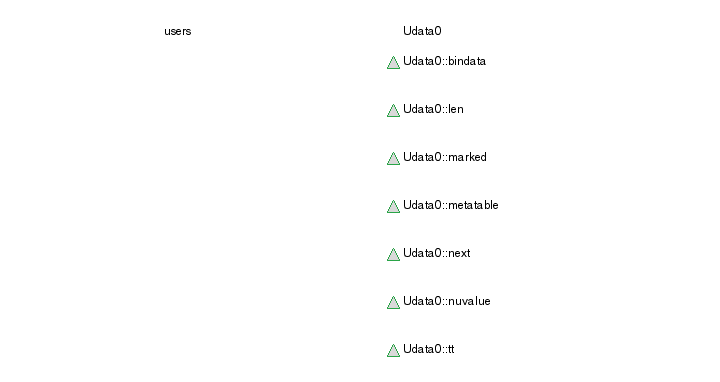 users Udata0
Udata0::bindata
Udata0::len
Udata0::marked
Udata0::metatable
Udata0::next
Udata0::nuvalue
Udata0::tt